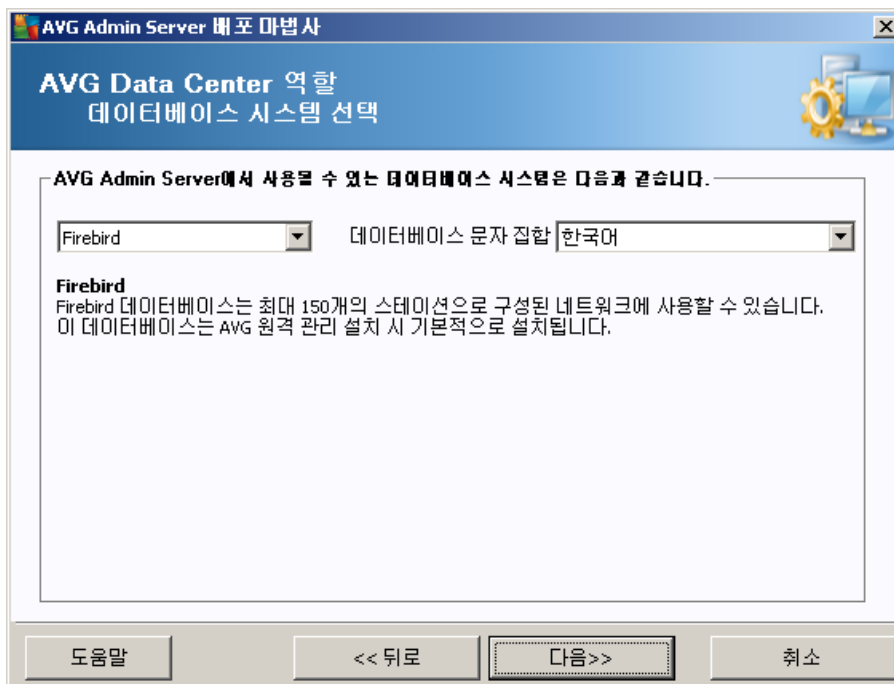 AVG Admin Server 배포 마법사
AVG Data Center 역할
데이터베이스 시스템 선택
AVG Admin Server에서 사용될 수 있는 데이터베이스 시스템은 다음과 같습니다.
Firebird 데이터베이스 문자 집합 한국어
Firebird
Firebird 데이터베이스는 최대 150개의 스테이션으로 구성된 네트워크에 사용할 수 있습니다.
이 데이터베이스는 AVG 원격 관리 설치 시 기본적으로 설치됩니다.
도움말 << 뒤로 다음>> 취소